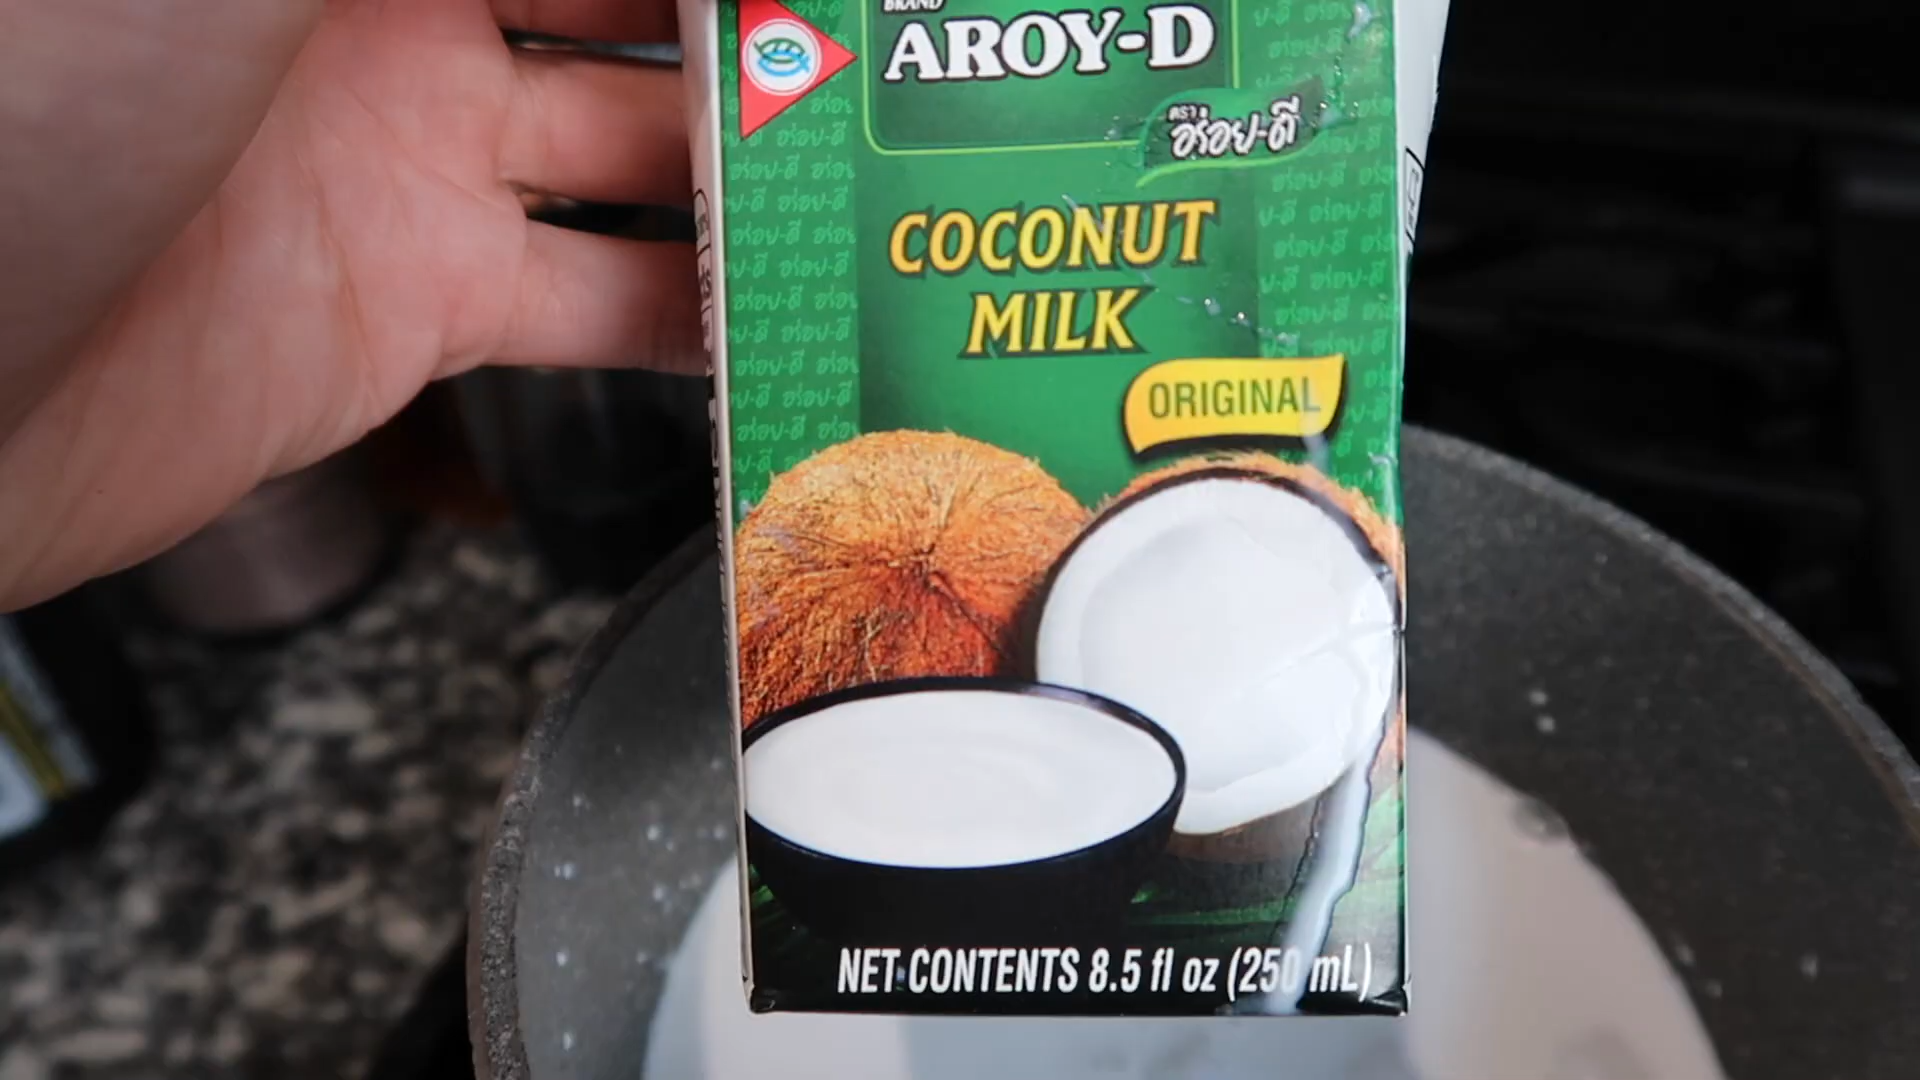 BRAND
AROY-D
ตรา
อร่อย-ดี
COCONUT
MILK
ORIGINAL
NET CONTENTS 8.5 fl oz (250 mL)